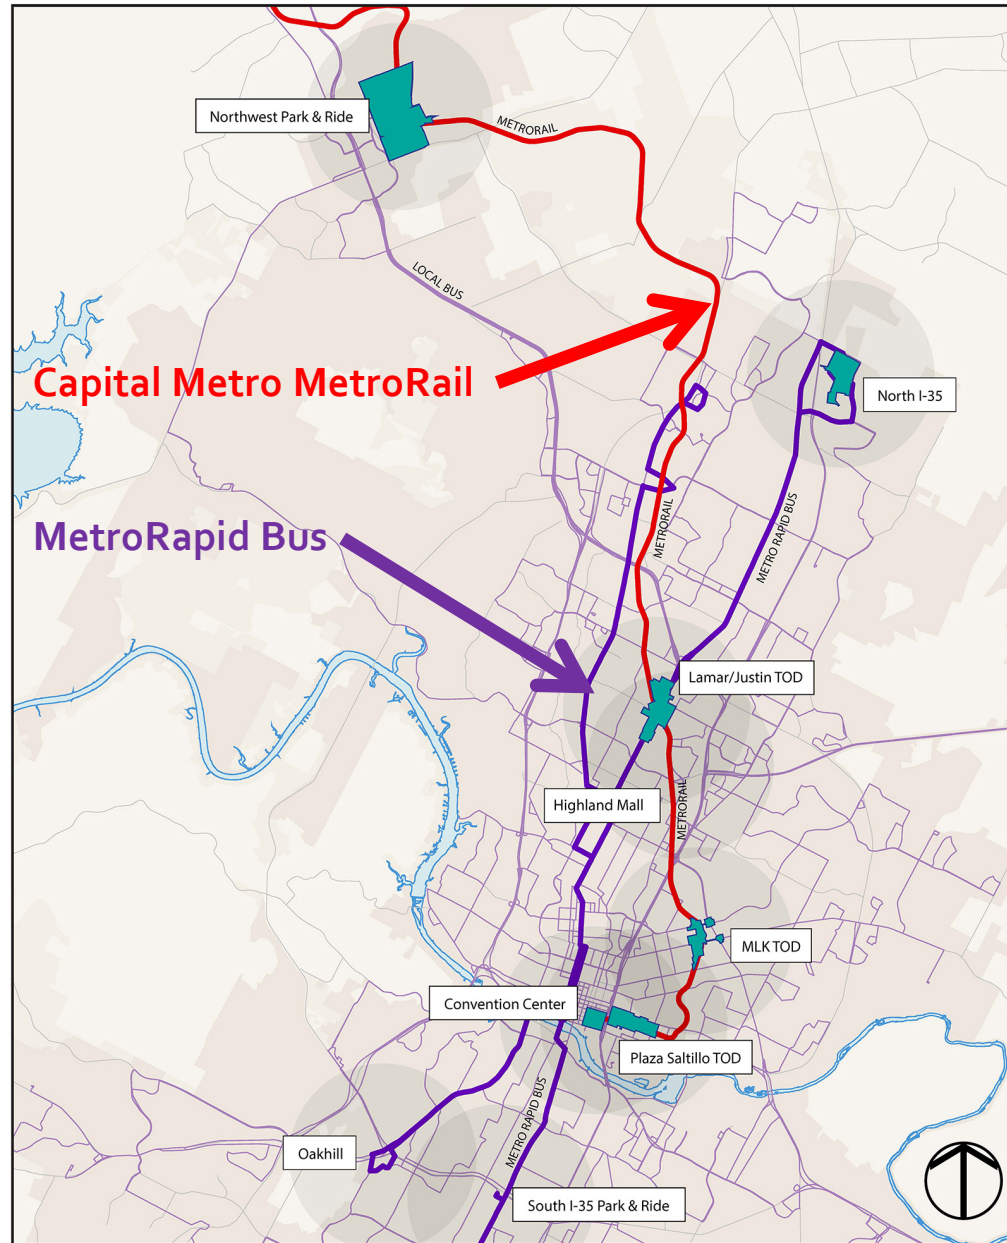 Northwest Park & Ride
METRORAIL
LOCAL BUS
Capital Metro MetroRail
North I-35
MetroRapid Bus
METRORAIL
METRO RAPID BUS
Lamar/Justin TOD
Highland Mall
METRORAIL
MLK TOD
Convention Center
Plaza Saltillo TOD
METRO RAPID BUS
Oakhill
South I-35 Park & Ride